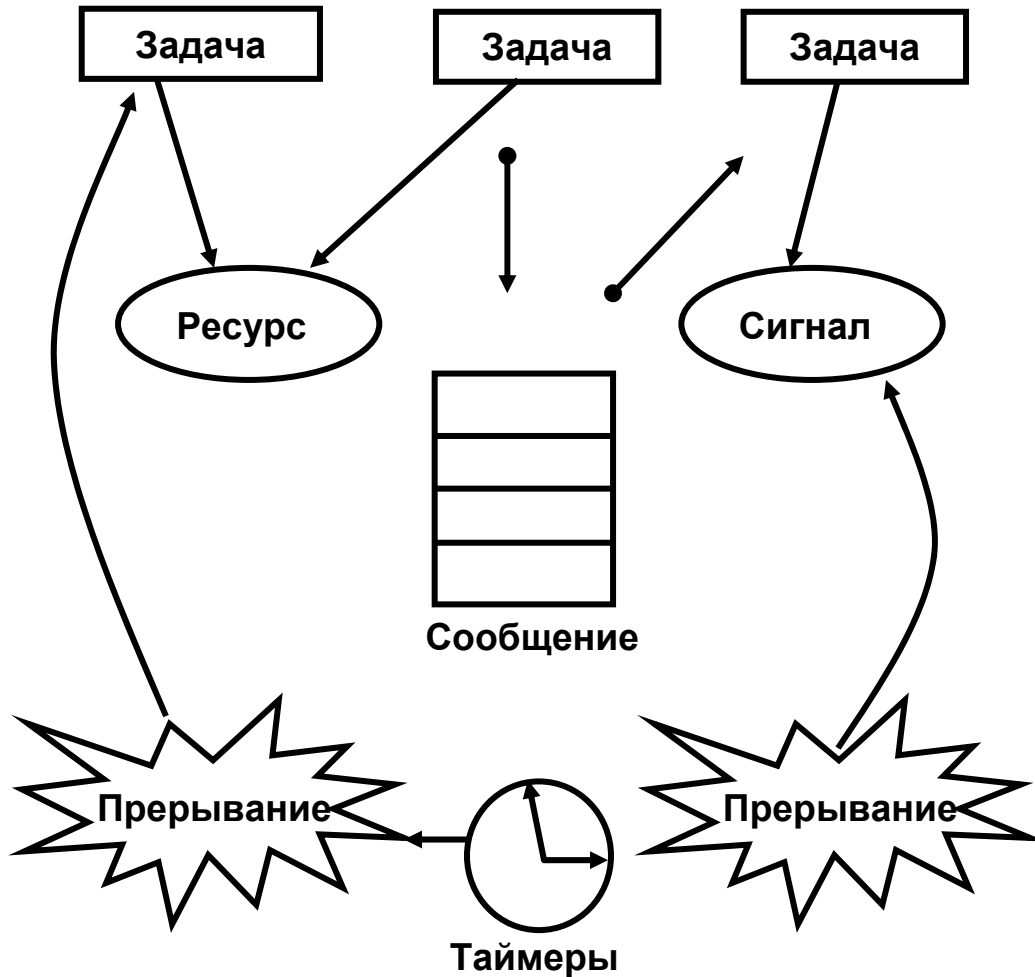 Задача
Задача
Задача
Ресурс
Сигнал
Сообщение
Прерывание
Прерывание
Таймеры